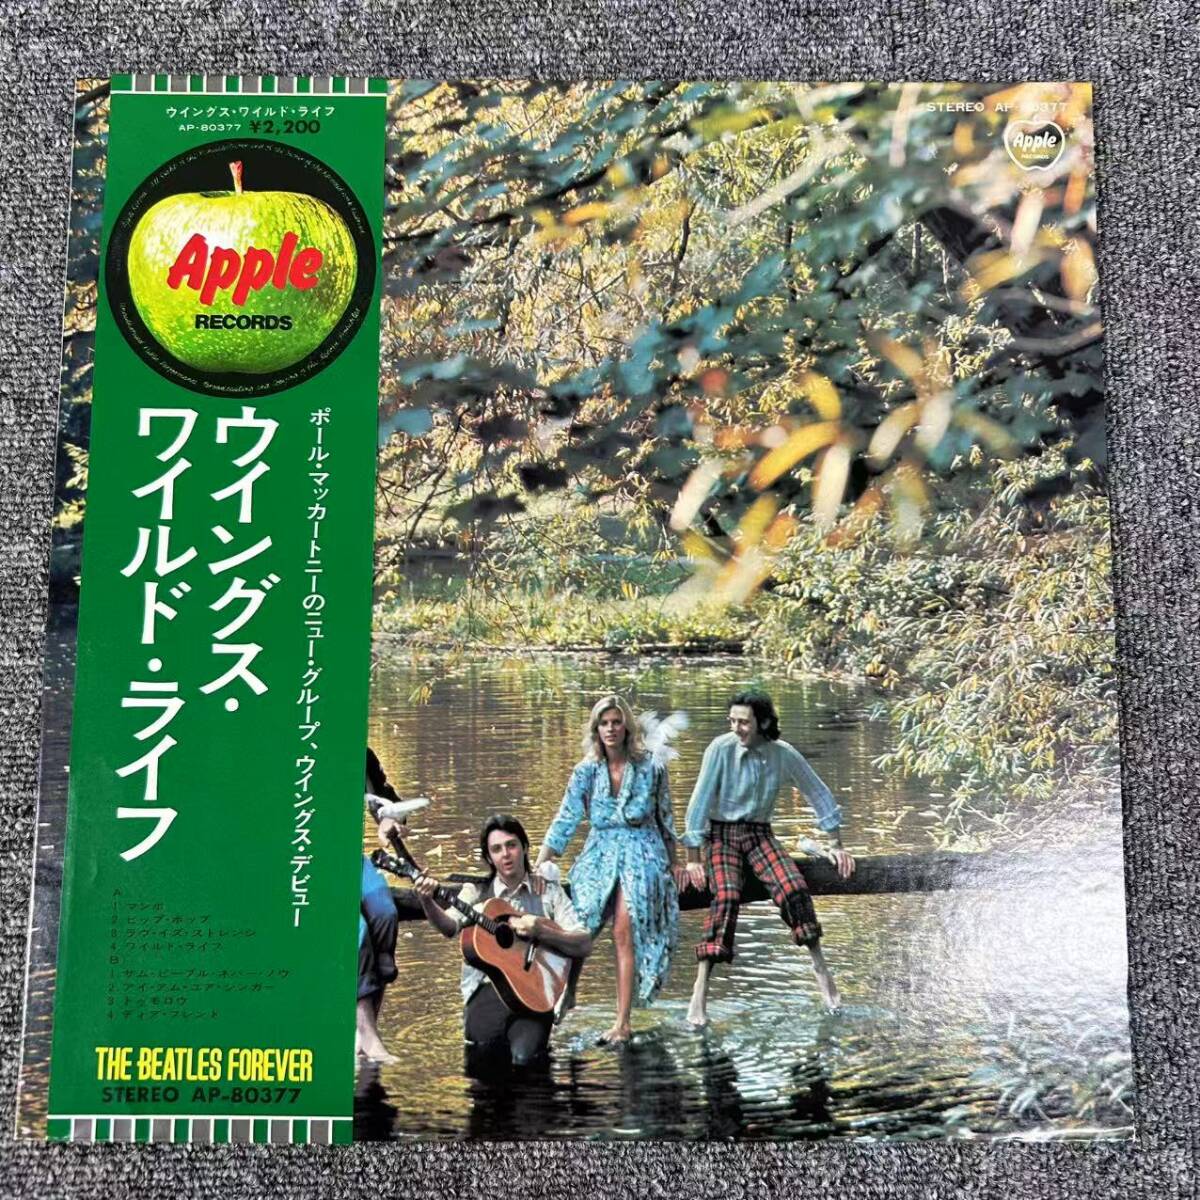 ウイングス・ワイルド・ライフ
AP-80377 ¥2,200
Apple
RECORDS
ウイングス・
ワイルド・ライフ
ポール・マッカートニーのニュー・グループ、ウイングス・デビュー
A
1. マンボ
2. ビップ・ボップ
3. ラヴ・イズ・ストレンジ
4. ワイルド・ライフ
B
1. サム・ピープル・ネバー・ノウ
2. アイ・アム・ユア・シンガー
3. トゥモロウ
4. ディア・フレンド
THE BEATLES FOREVER
STEREO AP-80377
STEREO AP-80377
Apple
RECORDS